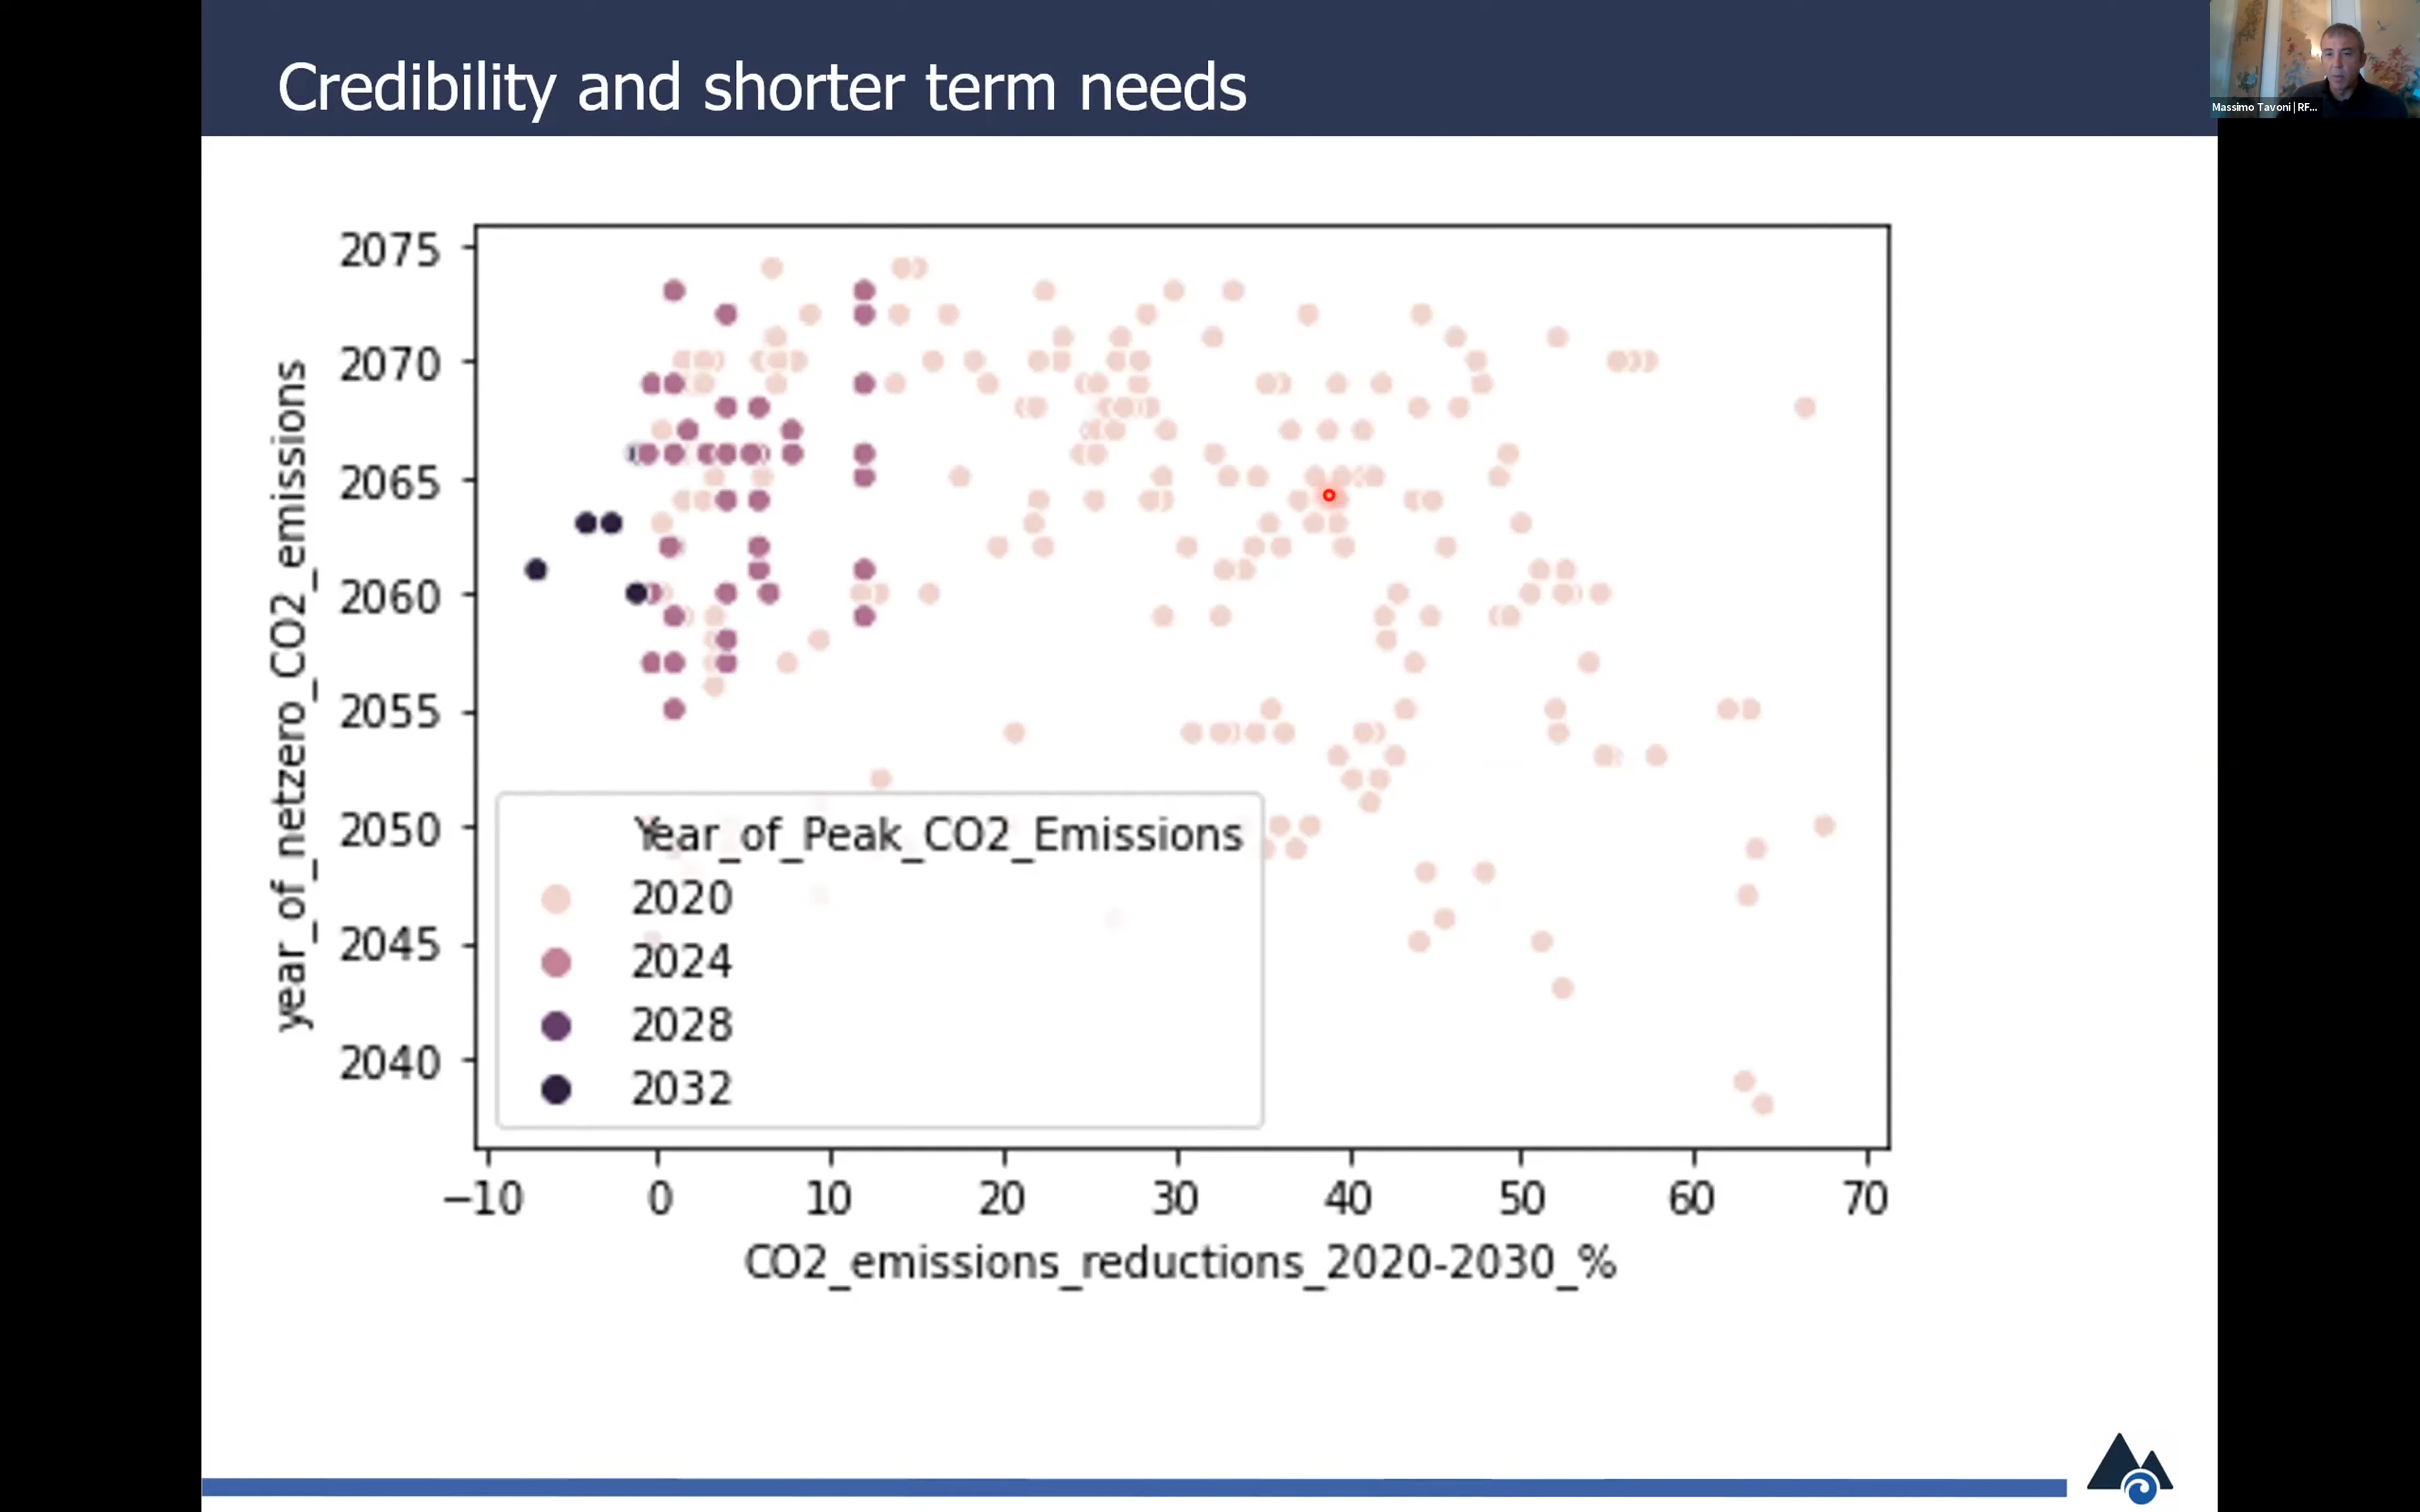 Credibility and shorter term needs
Massimo Tavoni | RF...
year_of_netzero_CO2_emissions
2075
2070
2065
2060
2055
2050
2045
2040
Year_of_Peak_CO2_Emissions
2020
2024
2028
2032
−10 0 10 20 30 40 50 60 70
CO2_emissions_reductions_2020-2030_%